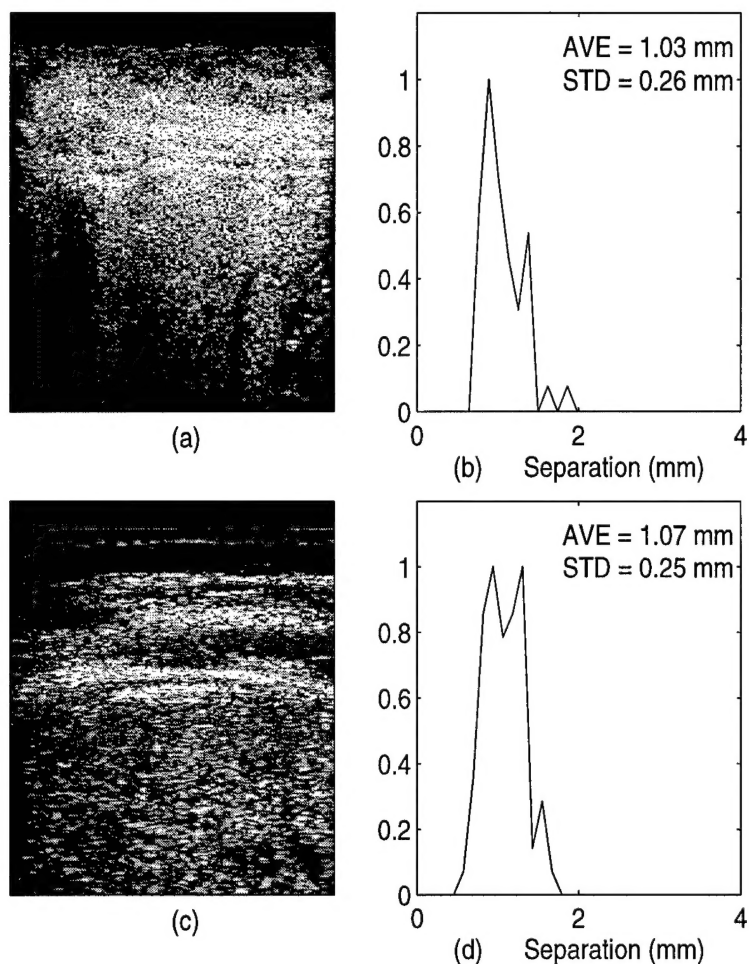 AVE = 1.03 mm
STD = 0.26 mm
1
0.8
0.6
0.4
0.2
0
0 2 4
(a)
(b) Separation (mm)
AVE = 1.07 mm
STD = 0.25 mm
1
0.8
0.6
0.4
0.2
0
0 2 4
(c)
(d) Separation (mm)